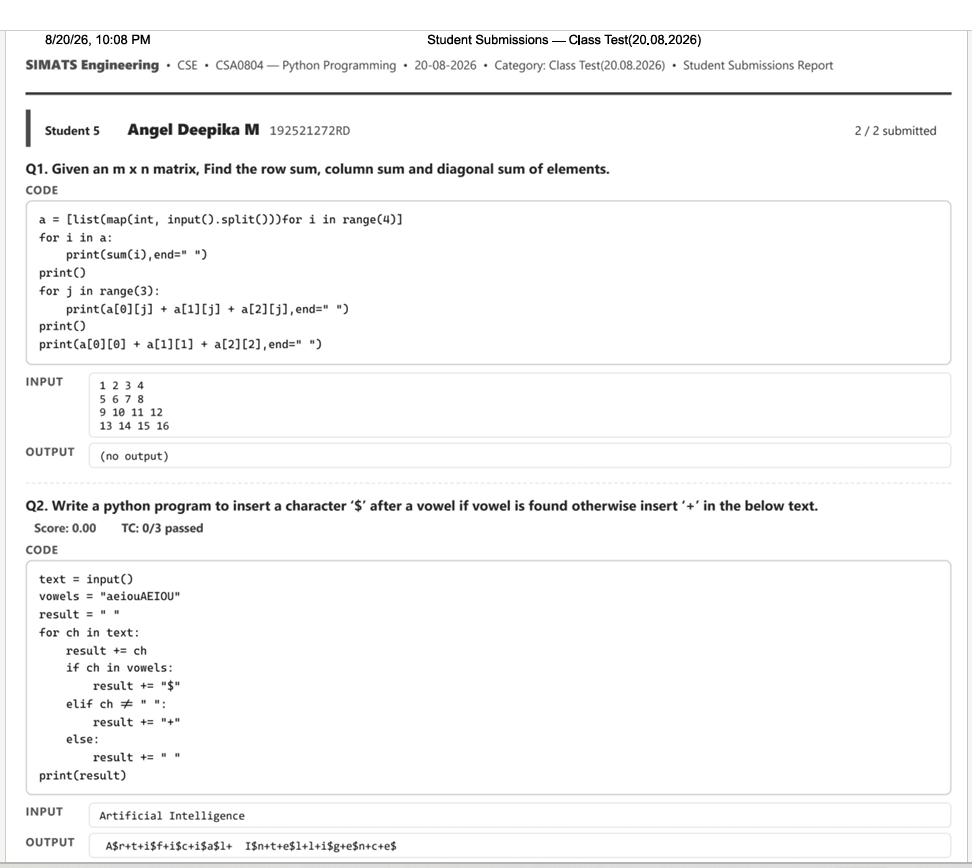 8/20/26, 10:08 PM Student Submissions — Class Test(20.08.2026)
SIMATS Engineering • CSE • CSA0804 — Python Programming • 20-08-2026 • Category: Class Test(20.08.2026) • Student Submissions Report
Student 5 Angel Deepika M 192521272RD 2 / 2 submitted
Q1. Given an m x n matrix, Find the row sum, column sum and diagonal sum of elements.
CODE
a = [list(map(int, input().split()))for i in range(4)]
for i in a:
    print(sum(i),end=" ")
print()
for j in range(3):
    print(a[0][j] + a[1][j] + a[2][j],end=" ")
print()
print(a[0][0] + a[1][1] + a[2][2],end=" ")
INPUT
1 2 3 4
5 6 7 8
9 10 11 12
13 14 15 16
OUTPUT (no output)
Q2. Write a python program to insert a character ‘$’ after a vowel if vowel is found otherwise insert ‘+’ in the below text.
Score: 0.00 TC: 0/3 passed
CODE
text = input()
vowels = "aeiouAEIOU"
result = " "
for ch in text:
    result += ch
    if ch in vowels:
        result += "$"
    elif ch ≠ " ":
        result += "+"
    else:
        result += " "
print(result)
INPUT Artificial Intelligence
OUTPUT  A$r+t+i$f+i$c+i$a$l+  I$n+t+e$l+l+i$g+e$n+c+e$